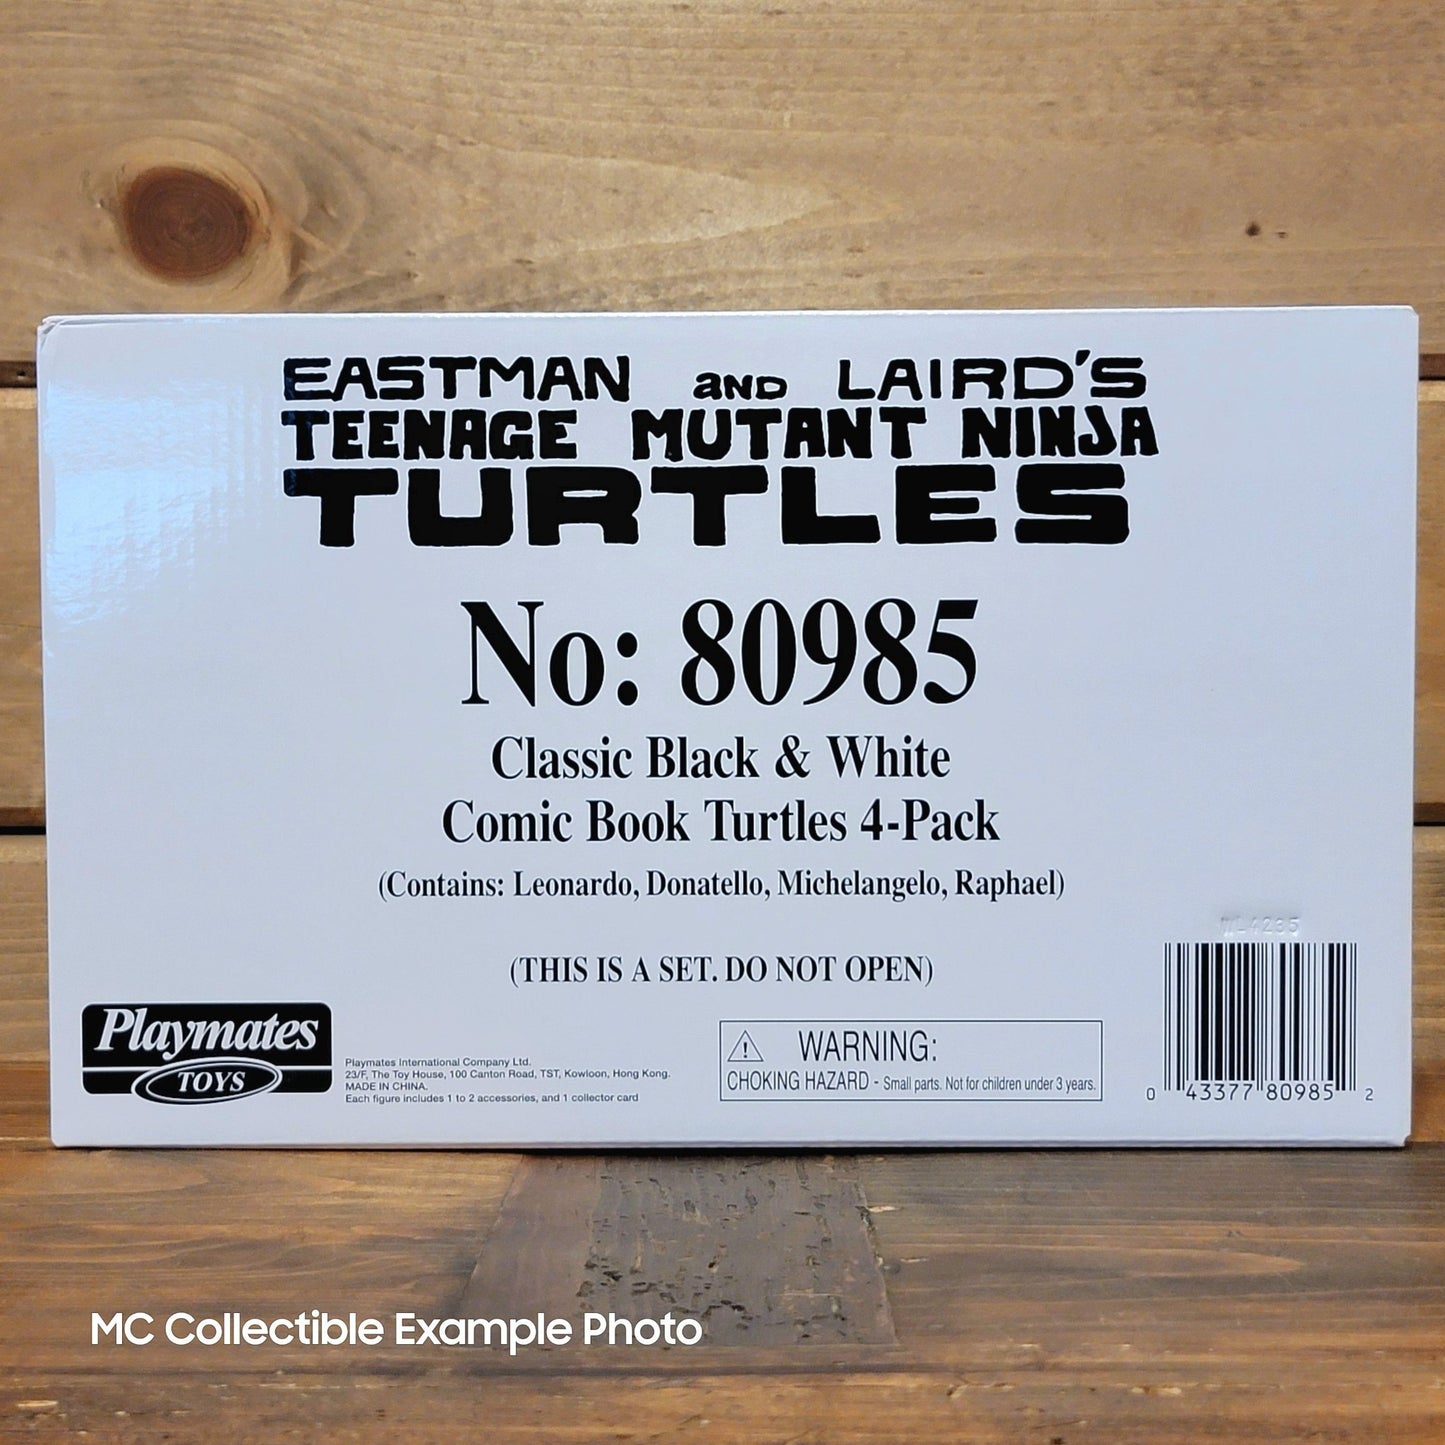 EASTMAN AND LAIRD'S
TEENAGE MUTANT NINJA
TURTLES
No: 80985
Classic Black & White
Comic Book Turtles 4-Pack
(Contains: Leonardo, Donatello, Michelangelo, Raphael)
(THIS IS A SET. DO NOT OPEN)
Playmates
TOYS
Playmates International Company Ltd.
23/F, The Toy House, 100 Canton Road, TST, Kowloon, Hong Kong.
MADE IN CHINA.
Each figure includes 1 to 2 accessories, and 1 collector card
WARNING:
CHOKING HAZARD - Small parts. Not for children under 3 years.
0 43377 80985 2
MC Collectible Example Photo